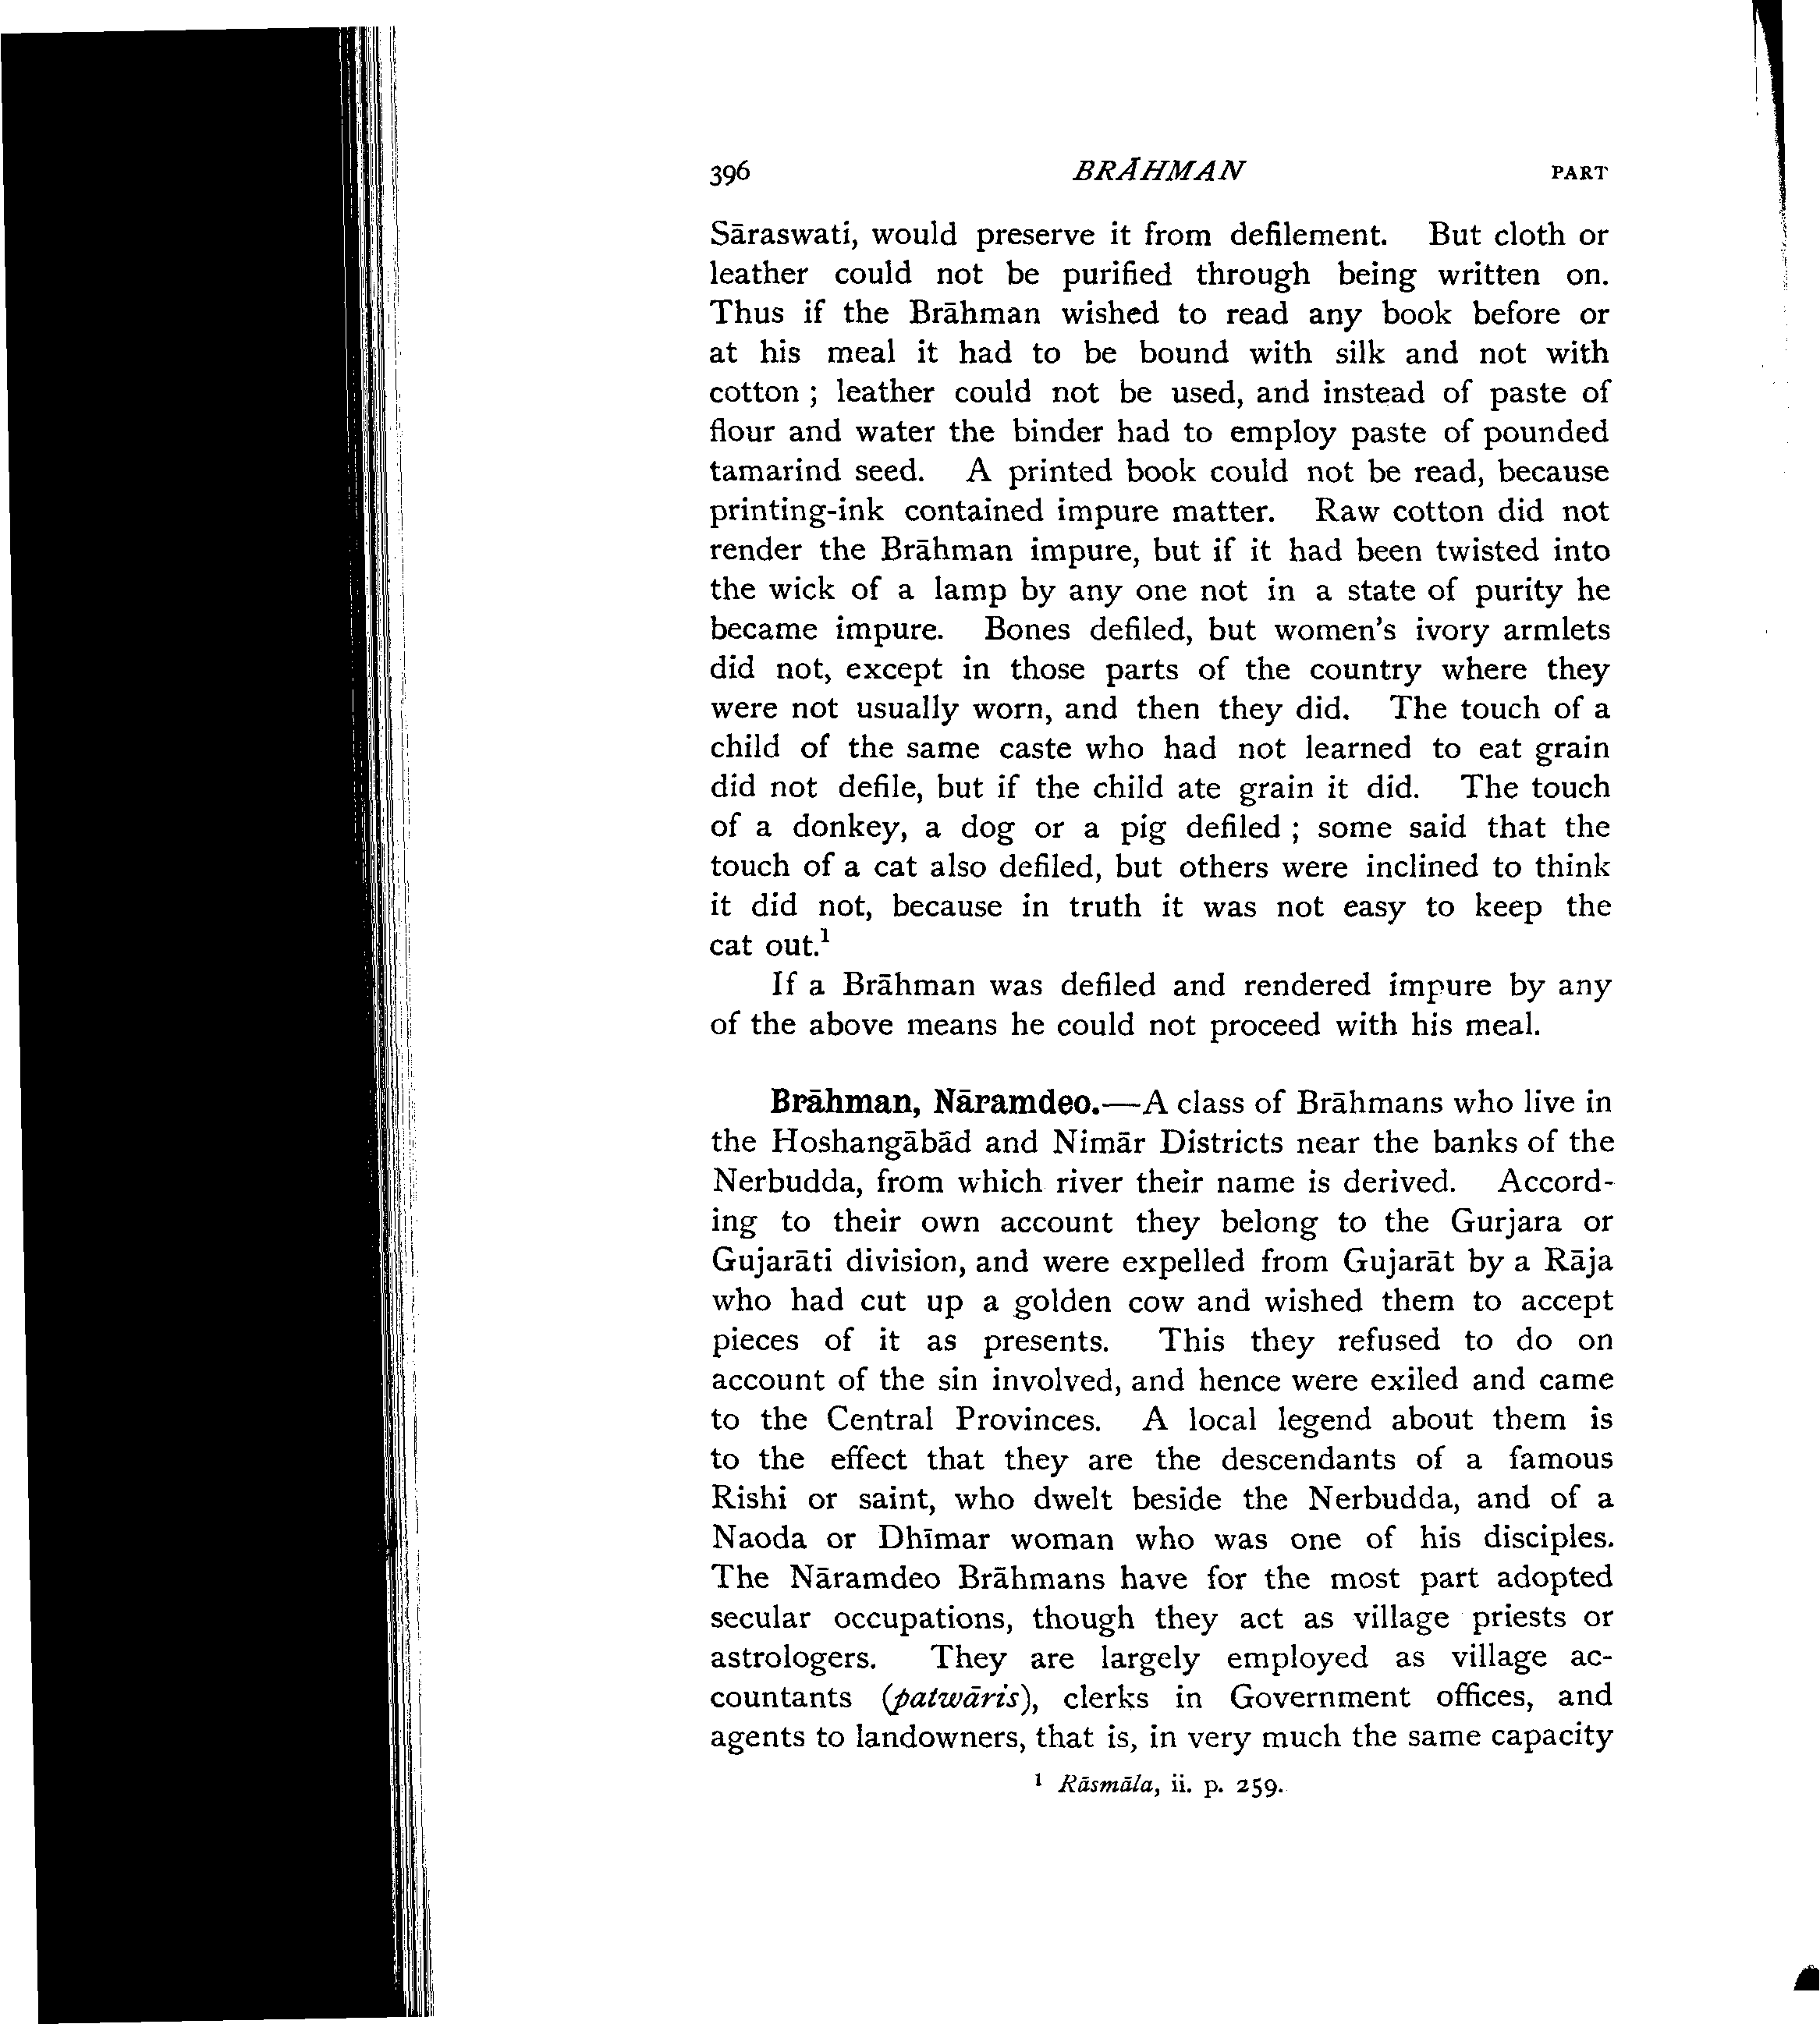 396 BRĀHMAN PART
Sāraswati, would preserve it from defilement. But cloth or
leather could not be purified through being written on.
Thus if the Brāhman wished to read any book before or
at his meal it had to be bound with silk and not with
cotton ; leather could not be used, and instead of paste of
flour and water the binder had to employ paste of pounded
tamarind seed. A printed book could not be read, because
printing-ink contained impure matter. Raw cotton did not
render the Brāhman impure, but if it had been twisted into
the wick of a lamp by any one not in a state of purity he
became impure. Bones defiled, but women's ivory armlets
did not, except in those parts of the country where they
were not usually worn, and then they did. The touch of a
child of the same caste who had not learned to eat grain
did not defile, but if the child ate grain it did. The touch
of a donkey, a dog or a pig defiled ; some said that the
touch of a cat also defiled, but others were inclined to think
it did not, because in truth it was not easy to keep the
cat out.¹
If a Brāhman was defiled and rendered impure by any
of the above means he could not proceed with his meal.
Brāhman, Nāramdeo.—A class of Brāhmans who live in
the Hoshangābād and Nimār Districts near the banks of the
Nerbudda, from which river their name is derived. Accord-
ing to their own account they belong to the Gurjara or
Gujarāti division, and were expelled from Gujarāt by a Rāja
who had cut up a golden cow and wished them to accept
pieces of it as presents. This they refused to do on
account of the sin involved, and hence were exiled and came
to the Central Provinces. A local legend about them is
to the effect that they are the descendants of a famous
Rishi or saint, who dwelt beside the Nerbudda, and of a
Naoda or Dhīmar woman who was one of his disciples.
The Nāramdeo Brāhmans have for the most part adopted
secular occupations, though they act as village priests or
astrologers. They are largely employed as village ac-
countants (patwāris), clerks in Government offices, and
agents to landowners, that is, in very much the same capacity
¹ Rāsmāla, ii. p. 259.